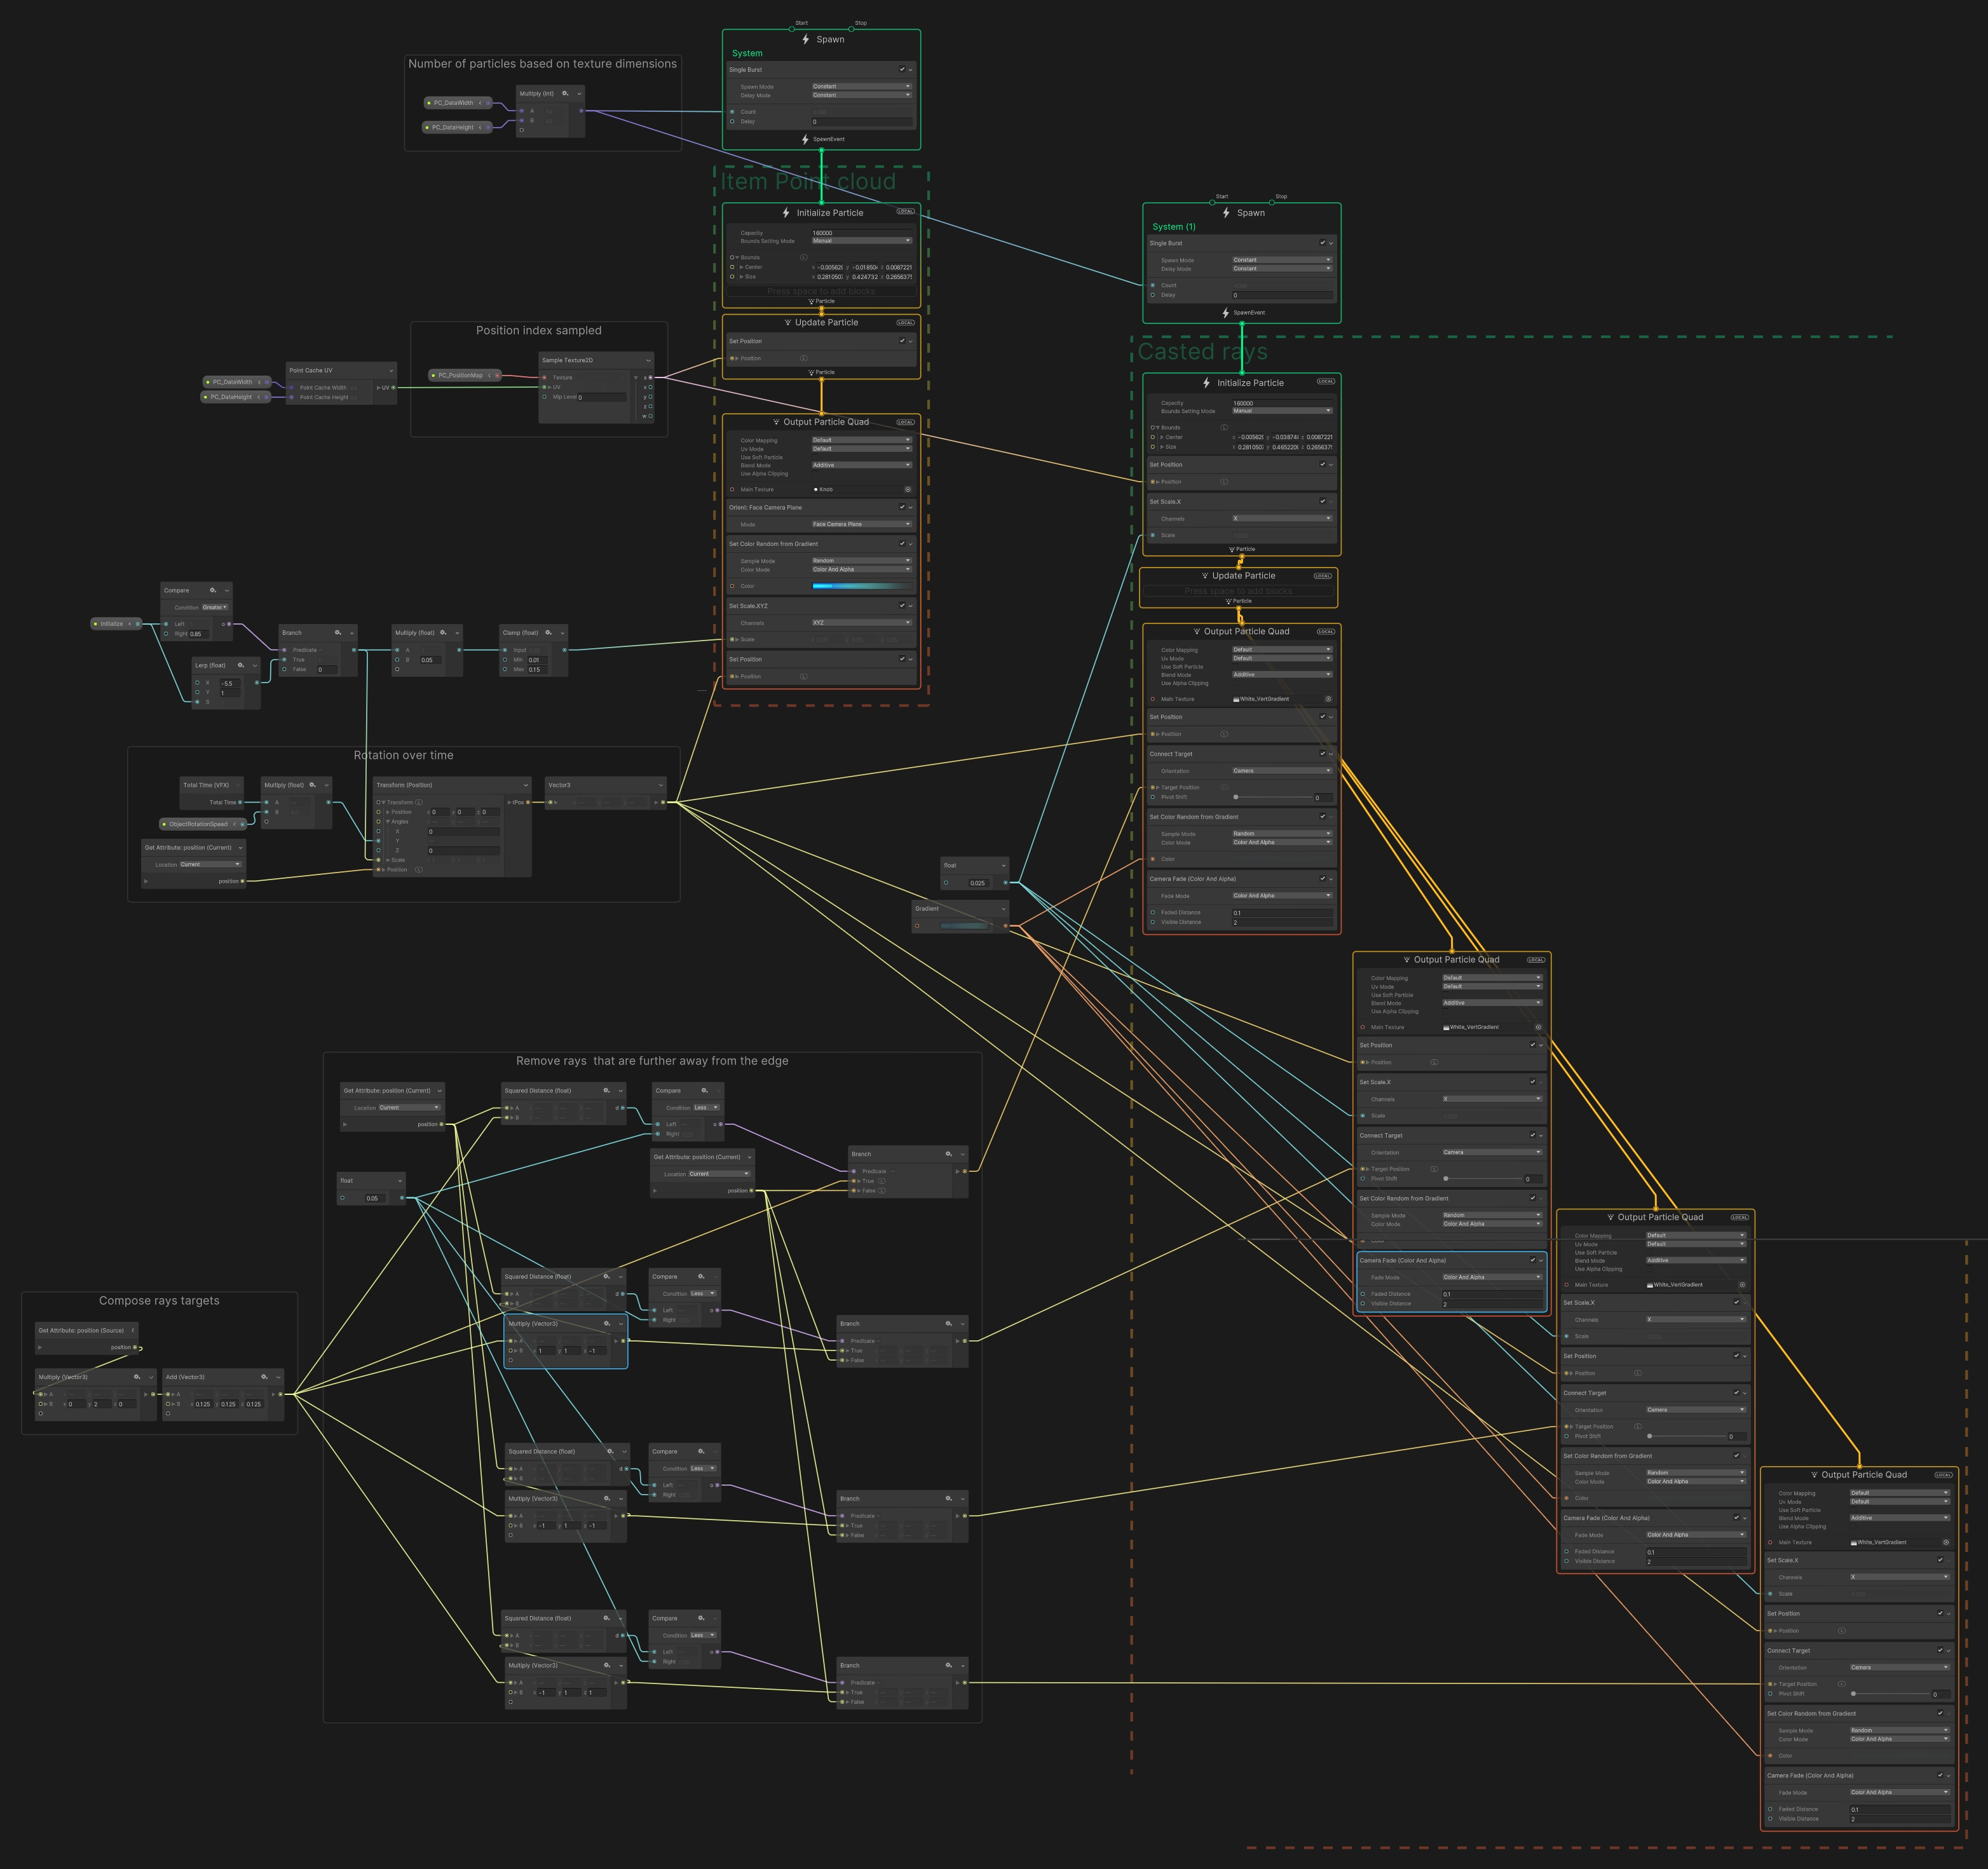 Start Stop
Spawn
System
Single Burst
Spawn Mode Constant
Delay Mode Constant
Count
Delay 0
SpawnEvent
Number of particles based on texture dimensions
PC_DataWidth
PC_DataHeight
Multiply (int)
A
B
Item Point cloud
Initialize Particle LOCAL
Capacity 160000
Bounds Setting Mode Manual
Bounds L
Center
Size
Press space to add blocks
Particle
Update Particle LOCAL
Set Position
Position L
Particle
Position index sampled
PC_PositionMap
Sample Texture2D
Texture s
UV x
Mip Level 0 y
z
w
Point Cache UV
PC_DataWidth
PC_DataHeight
Point Cache Width UV
Point Cache Height
Output Particle Quad LOCAL
Color Mapping Default
Uv Mode Default
Use Soft Particle
Blend Mode Additive
Use Alpha Clipping
Main Texture Knob
Orient: Face Camera Plane
Mode Face Camera Plane
Set Color Random from Gradient
Sample Mode Random
Color Mode Color And Alpha
Color
Set Scale.XYZ
Channels XYZ
Scale
Set Position
Position L
Initialize
Compare
Condition Greater
Left o
Right 0.85
Lerp (float)
X -5.5
Y 1
S
Branch
Predicate
True
False 0
Multiply (float)
A
B 0.05
Clamp (float)
Input
Min 0.01
Max 0.15
Rotation over time
Total Time (VFX)
Total Time
ObjectRotationSpeed
Multiply (float)
A
B
Get Attribute: position (Current)
Location Current
position
Transform (Position)
Transform L tPos
Position x 0 y 0 z 0
Angles
X 0
Y
Z 0
Scale
Position L
Vector3
float
0.025
Gradient
Start Stop
Spawn
System (1)
Single Burst
Spawn Mode Constant
Delay Mode Constant
Count
Delay 0
SpawnEvent
Casted rays
Initialize Particle LOCAL
Capacity 160000
Bounds Setting Mode Manual
Bounds L
Center
Size
Set Position
Position L
Set Scale.X
Channels X
Scale
Particle
Update Particle LOCAL
Press space to add blocks
Particle
Output Particle Quad LOCAL
Color Mapping Default
Uv Mode Default
Use Soft Particle
Blend Mode Additive
Use Alpha Clipping
Main Texture White_VertGradient
Set Position
Position L
Connect Target
Orientation Camera
Target Position L
Pivot Shift 0
Set Color Random from Gradient
Sample Mode Random
Color Mode Color And Alpha
Color
Camera Fade (Color And Alpha)
Fade Mode Color And Alpha
Faded Distance 0.1
Visible Distance 2
Output Particle Quad LOCAL
Color Mapping Default
Uv Mode Default
Use Soft Particle
Blend Mode Additive
Use Alpha Clipping
Main Texture White_VertGradient
Set Position
Position L
Set Scale.X
Channels X
Scale
Connect Target
Orientation Camera
Target Position L
Pivot Shift 0
Set Color Random from Gradient
Sample Mode Random
Color Mode Color And Alpha
Color
Camera Fade (Color And Alpha)
Fade Mode Color And Alpha
Faded Distance 0.1
Visible Distance 2
Output Particle Quad LOCAL
Color Mapping Default
Uv Mode Default
Use Soft Particle
Blend Mode Additive
Use Alpha Clipping
Main Texture White_VertGradient
Set Scale.X
Channels X
Scale
Set Position
Position L
Connect Target
Orientation Camera
Target Position L
Pivot Shift 0
Set Color Random from Gradient
Sample Mode Random
Color Mode Color And Alpha
Color
Camera Fade (Color And Alpha)
Fade Mode Color And Alpha
Faded Distance 0.1
Visible Distance 2
Output Particle Quad LOCAL
Color Mapping Default
Uv Mode Default
Use Soft Particle
Blend Mode Additive
Use Alpha Clipping
Main Texture White_VertGradient
Set Scale.X
Channels X
Scale
Set Position
Position L
Connect Target
Orientation Camera
Target Position L
Pivot Shift 0
Set Color Random from Gradient
Sample Mode Random
Color Mode Color And Alpha
Color
Camera Fade (Color And Alpha)
Fade Mode Color And Alpha
Faded Distance 0.1
Visible Distance 2
Remove rays that are further away from the edge
Get Attribute: position (Current)
Location Current
position
float
0.05
Squared Distance (float)
A d
B
Compare
Condition Less
Left o
Right
Get Attribute: position (Current)
Location Current
position
Branch
Predicate
True L
False L
Squared Distance (float)
A d
B
Compare
Condition Less
Left o
Right
Multiply (Vector3)
A
B 1 1 -1
Branch
Predicate
True
False
Squared Distance (float)
A d
B
Compare
Condition Less
Left o
Right
Multiply (Vector3)
A
B -1 1 -1
Branch
Predicate
True
False
Squared Distance (float)
A d
B
Compare
Condition Less
Left o
Right
Multiply (Vector3)
A
B -1 1 1
Branch
Predicate
True
False
Compose rays targets
Get Attribute: position (Source)
position
Multiply (Vector3)
A
B x 0 y 2 z 0
Add (Vector3)
A
B 0.125 0.125 0.125